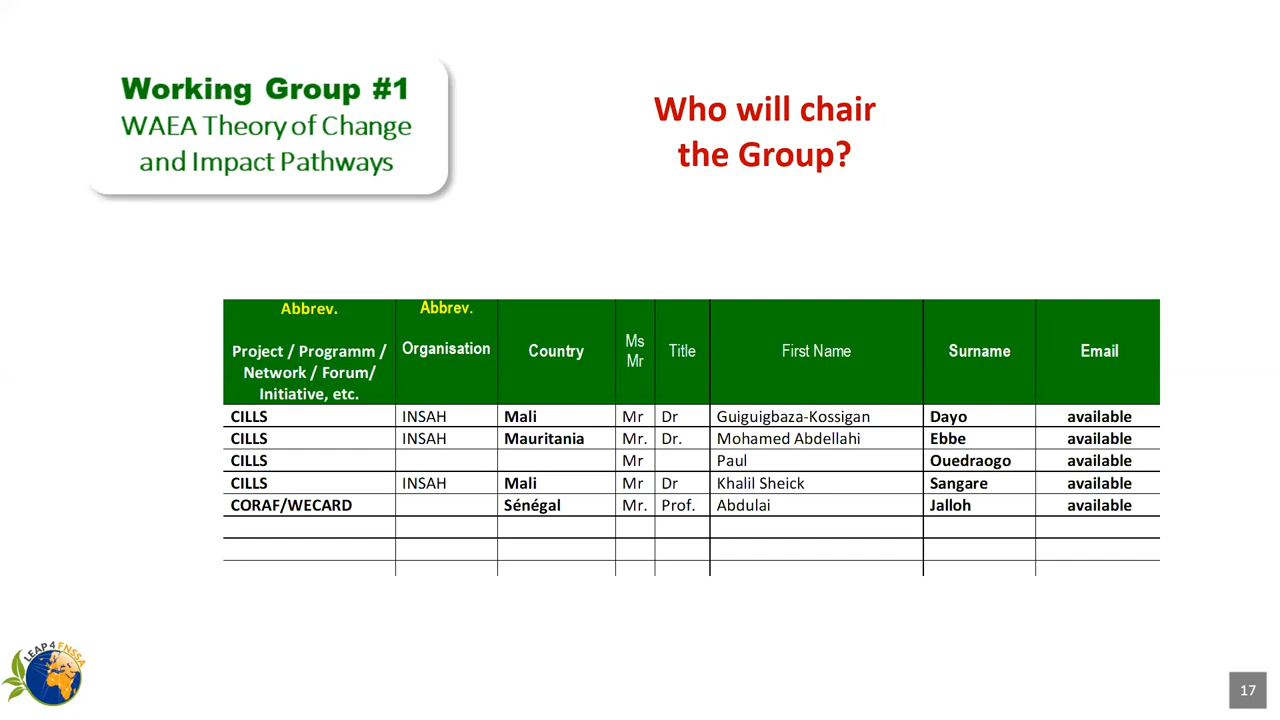 Working Group #1
WAEA Theory of Change
and Impact Pathways
Who will chair
the Group?
Abbrev. Project / Programm / Network / Forum/ Initiative, etc. Abbrev. Organisation Country Ms Mr Title First Name Surname Email
CILLS INSAH Mali Mr Dr Guiguigbaza-Kossigan Dayo available
CILLS INSAH Mauritania Mr. Dr. Mohamed Abdellahi Ebbe available
CILLS Mr Paul Ouedraogo available
CILLS INSAH Mali Mr Dr Khalil Sheick Sangare available
CORAF/WECARD Sénégal Mr. Prof. Abdulai Jalloh available
LEAP4FNSSA
17